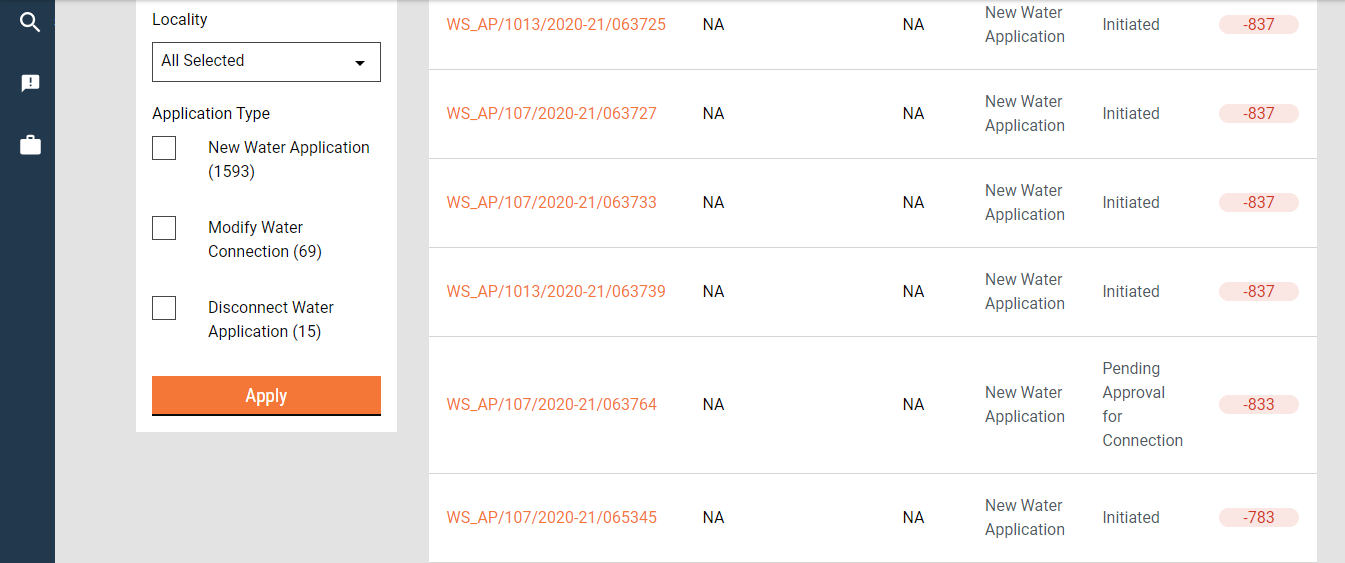 Locality
All Selected
Application Type
New Water Application
(1593)
Modify Water
Connection (69)
Disconnect Water
Application (15)
Apply
WS_AP/1013/2020-21/063725 NA NA New Water Application Initiated -837
WS_AP/107/2020-21/063727 NA NA New Water Application Initiated -837
WS_AP/107/2020-21/063733 NA NA New Water Application Initiated -837
WS_AP/1013/2020-21/063739 NA NA New Water Application Initiated -837
WS_AP/107/2020-21/063764 NA NA New Water Application Pending Approval for Connection -833
WS_AP/107/2020-21/065345 NA NA New Water Application Initiated -783